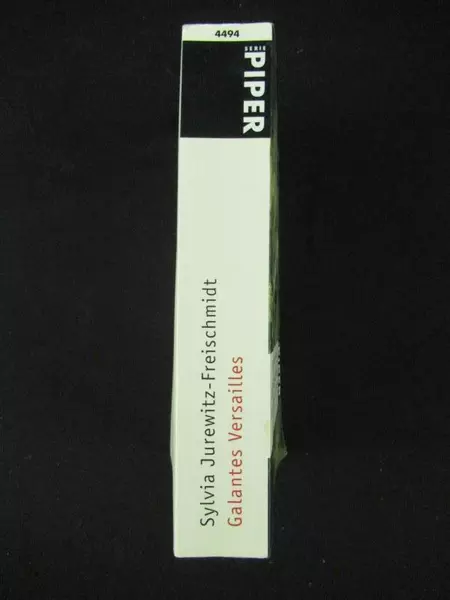 4494
SERIE
PIPER
Sylvia Jurewitz-Freischmidt
Galantes Versailles